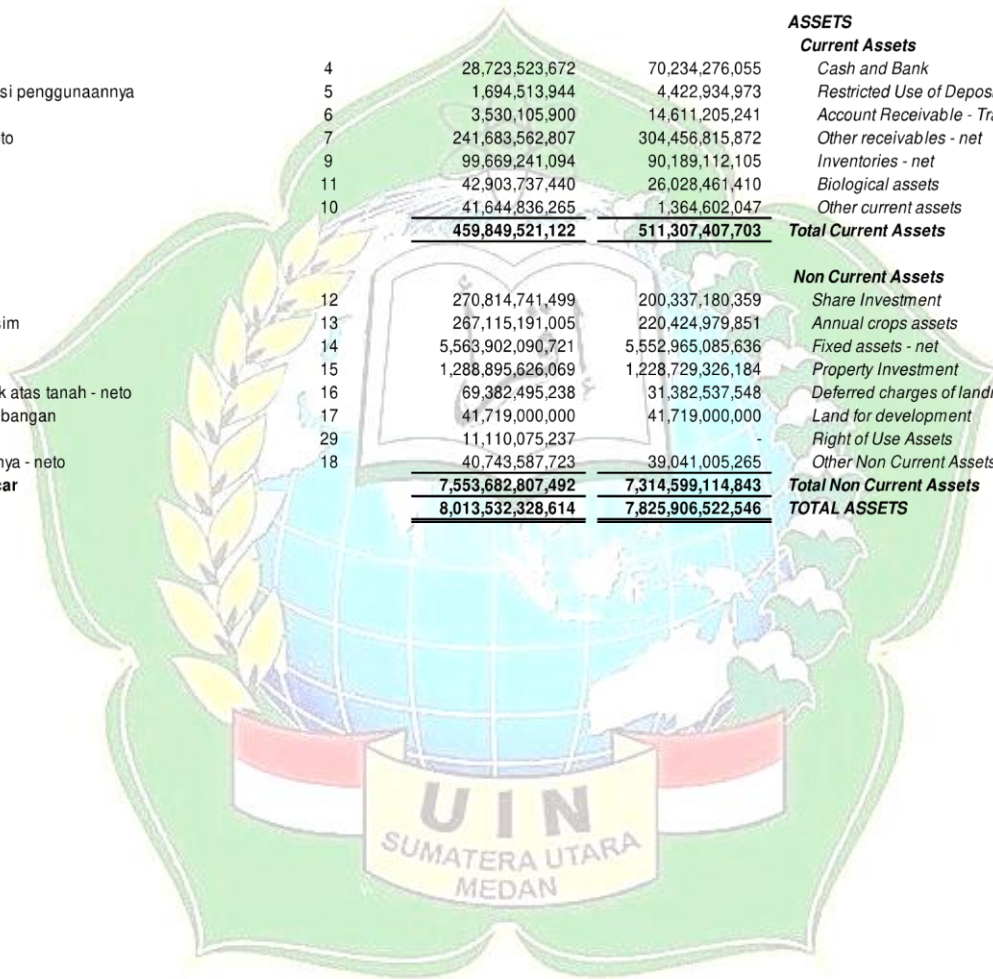 ASSETS
Current Assets
4 28,723,523,672 70,234,276,055 Cash and Bank
si penggunaannya 5 1,694,513,944 4,422,934,973 Restricted Use of Deposi
6 3,530,105,900 14,611,205,241 Account Receivable - Tra
to 7 241,683,562,807 304,456,815,872 Other receivables - net
9 99,669,241,094 90,189,112,105 Inventories - net
11 42,903,737,440 26,028,461,410 Biological assets
10 41,644,836,265 1,364,602,047 Other current assets
459,849,521,122 511,307,407,703 Total Current Assets
Non Current Assets
12 270,814,741,499 200,337,180,359 Share Investment
sim 13 267,115,191,005 220,424,979,851 Annual crops assets
14 5,563,902,090,721 5,552,965,085,636 Fixed assets - net
15 1,288,895,626,069 1,228,729,326,184 Property Investment
k atas tanah - neto 16 69,382,495,238 31,382,537,548 Deferred charges of landr
bangan 17 41,719,000,000 41,719,000,000 Land for development
29 11,110,075,237 - Right of Use Assets
nya - neto 18 40,743,587,723 39,041,005,265 Other Non Current Assets
car 7,553,682,807,492 7,314,599,114,843 Total Non Current Assets
8,013,532,328,614 7,825,906,522,546 TOTAL ASSETS
UIN
SUMATERA UTARA
MEDAN